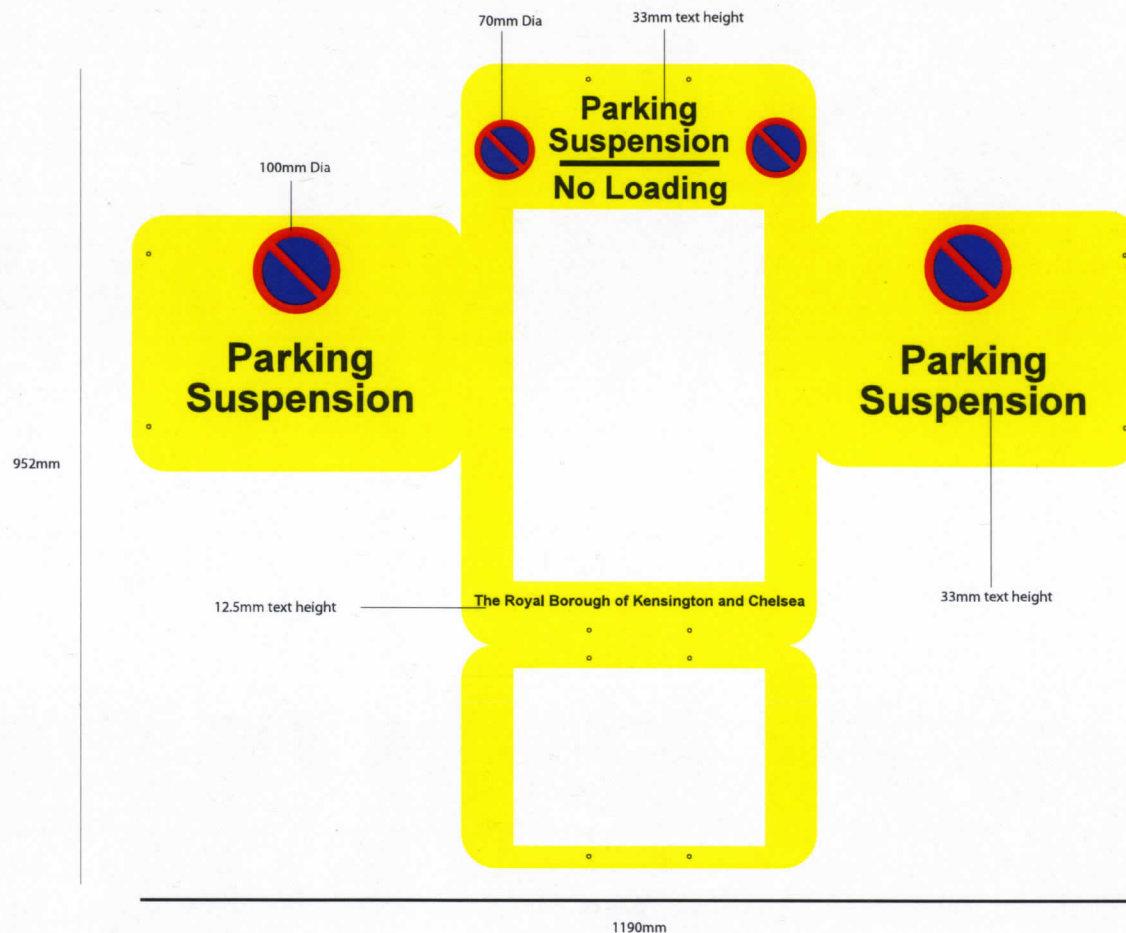 70mm Dia
33mm text height
Parking
Suspension
No Loading
100mm Dia
Parking
Suspension
Parking
Suspension
952mm
12.5mm text height
The Royal Borough of Kensington and Chelsea
33mm text height
1190mm